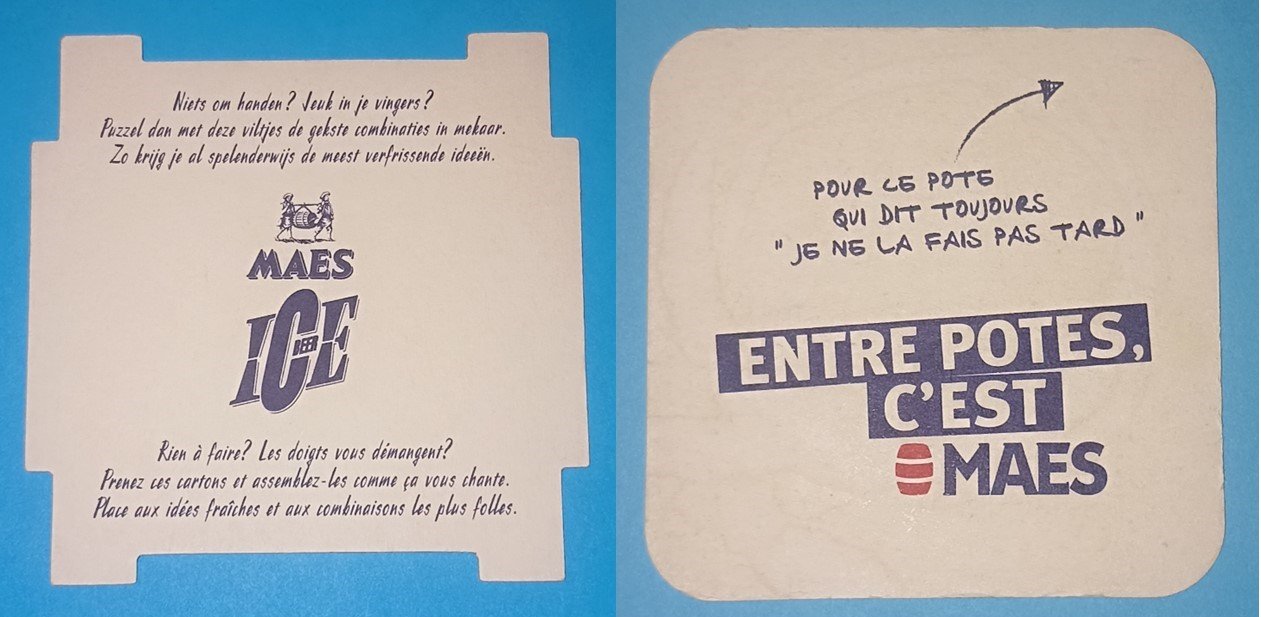 Niets om handen? Jeuk in je vingers?
Puzzel dan met deze viltjes de gekste combinaties in mekaar.
Zo krijg je al spelenderwijs de meest verfrissende ideeën.
MAES
ICE
BEER
Rien à faire? Les doigts vous démangent?
Prenez ces cartons et assemblez-les comme ça vous chante.
Place aux idées fraîches et aux combinaisons les plus folles.
POUR CE POTE
QUI DIT TOUJOURS
"JE NE LA FAIS PAS TARD"
ENTRE POTES,
C'EST
MAES